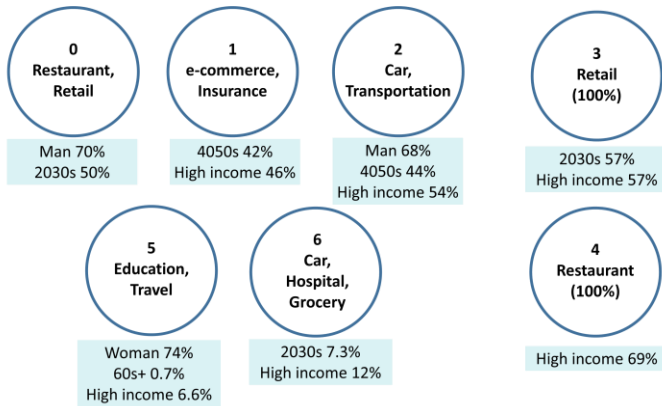 0
Restaurant,
Retail
Man 70%
2030s 50%
1
e-commerce,
Insurance
4050s 42%
High income 46%
2
Car,
Transportation
Man 68%
4050s 44%
High income 54%
3
Retail
(100%)
2030s 57%
High income 57%
5
Education,
Travel
Woman 74%
60s+ 0.7%
High income 6.6%
6
Car,
Hospital,
Grocery
2030s 7.3%
High income 12%
4
Restaurant
(100%)
High income 69%